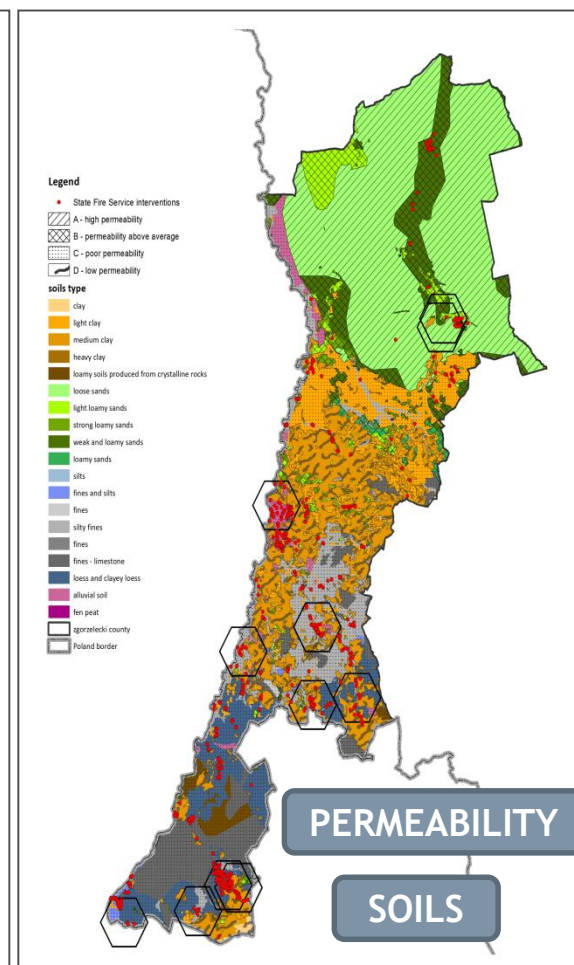 Legend
State Fire Service interventions
A - high permeability
B - permeability above average
C - poor permeability
D - low permeability
soils type
clay
light clay
medium clay
heavy clay
loamy soils produced from crystalline rocks
loose sands
light loamy sands
strong loamy sands
weak and loamy sands
loamy sands
silts
fines and silts
fines
silty fines
fines
fines - limestone
loess and clayey loess
alluvial soil
fen peat
zgorzelecki county
Poland border
PERMEABILITY
SOILS